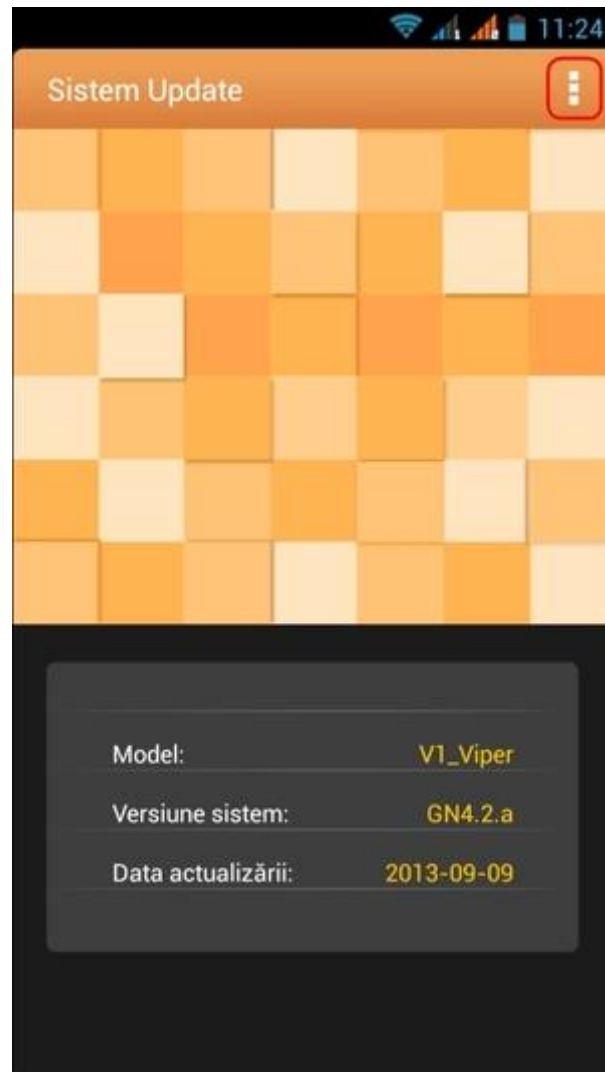 11:24
Sistem Update
Model: V1_Viper
Versiune sistem: GN4.2.a
Data actualizării: 2013-09-09